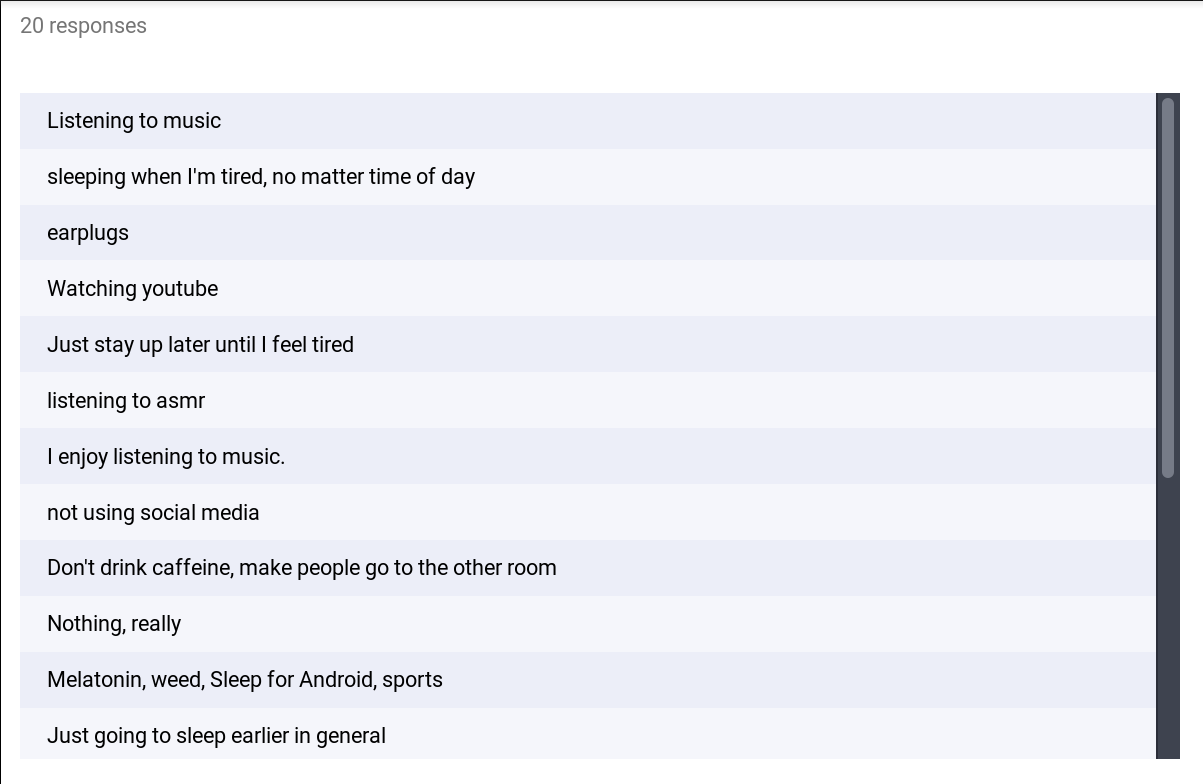 20 responses
Listening to music
sleeping when I'm tired, no matter time of day
earplugs
Watching youtube
Just stay up later until I feel tired
listening to asmr
I enjoy listening to music.
not using social media
Don't drink caffeine, make people go to the other room
Nothing, really
Melatonin, weed, Sleep for Android, sports
Just going to sleep earlier in general